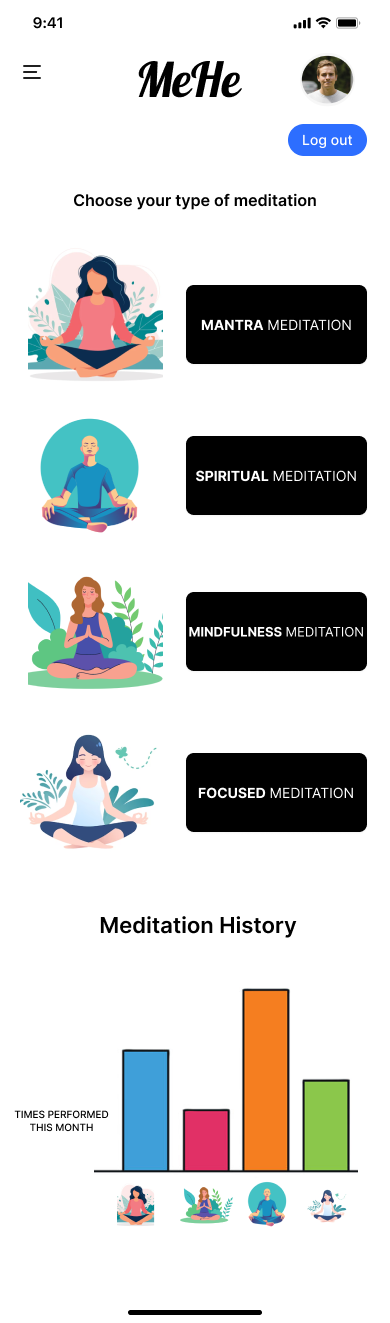 9:41
MeHe
Log out
Choose your type of meditation
MANTRA MEDITATION
SPIRITUAL MEDITATION
MINDFULNESS MEDITATION
FOCUSED MEDITATION
Meditation History
TIMES PERFORMED
THIS MONTH